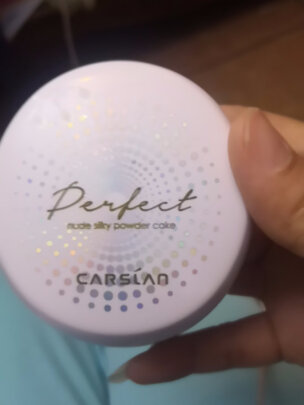 Perfect
nude silky powder cake
CARSLAN